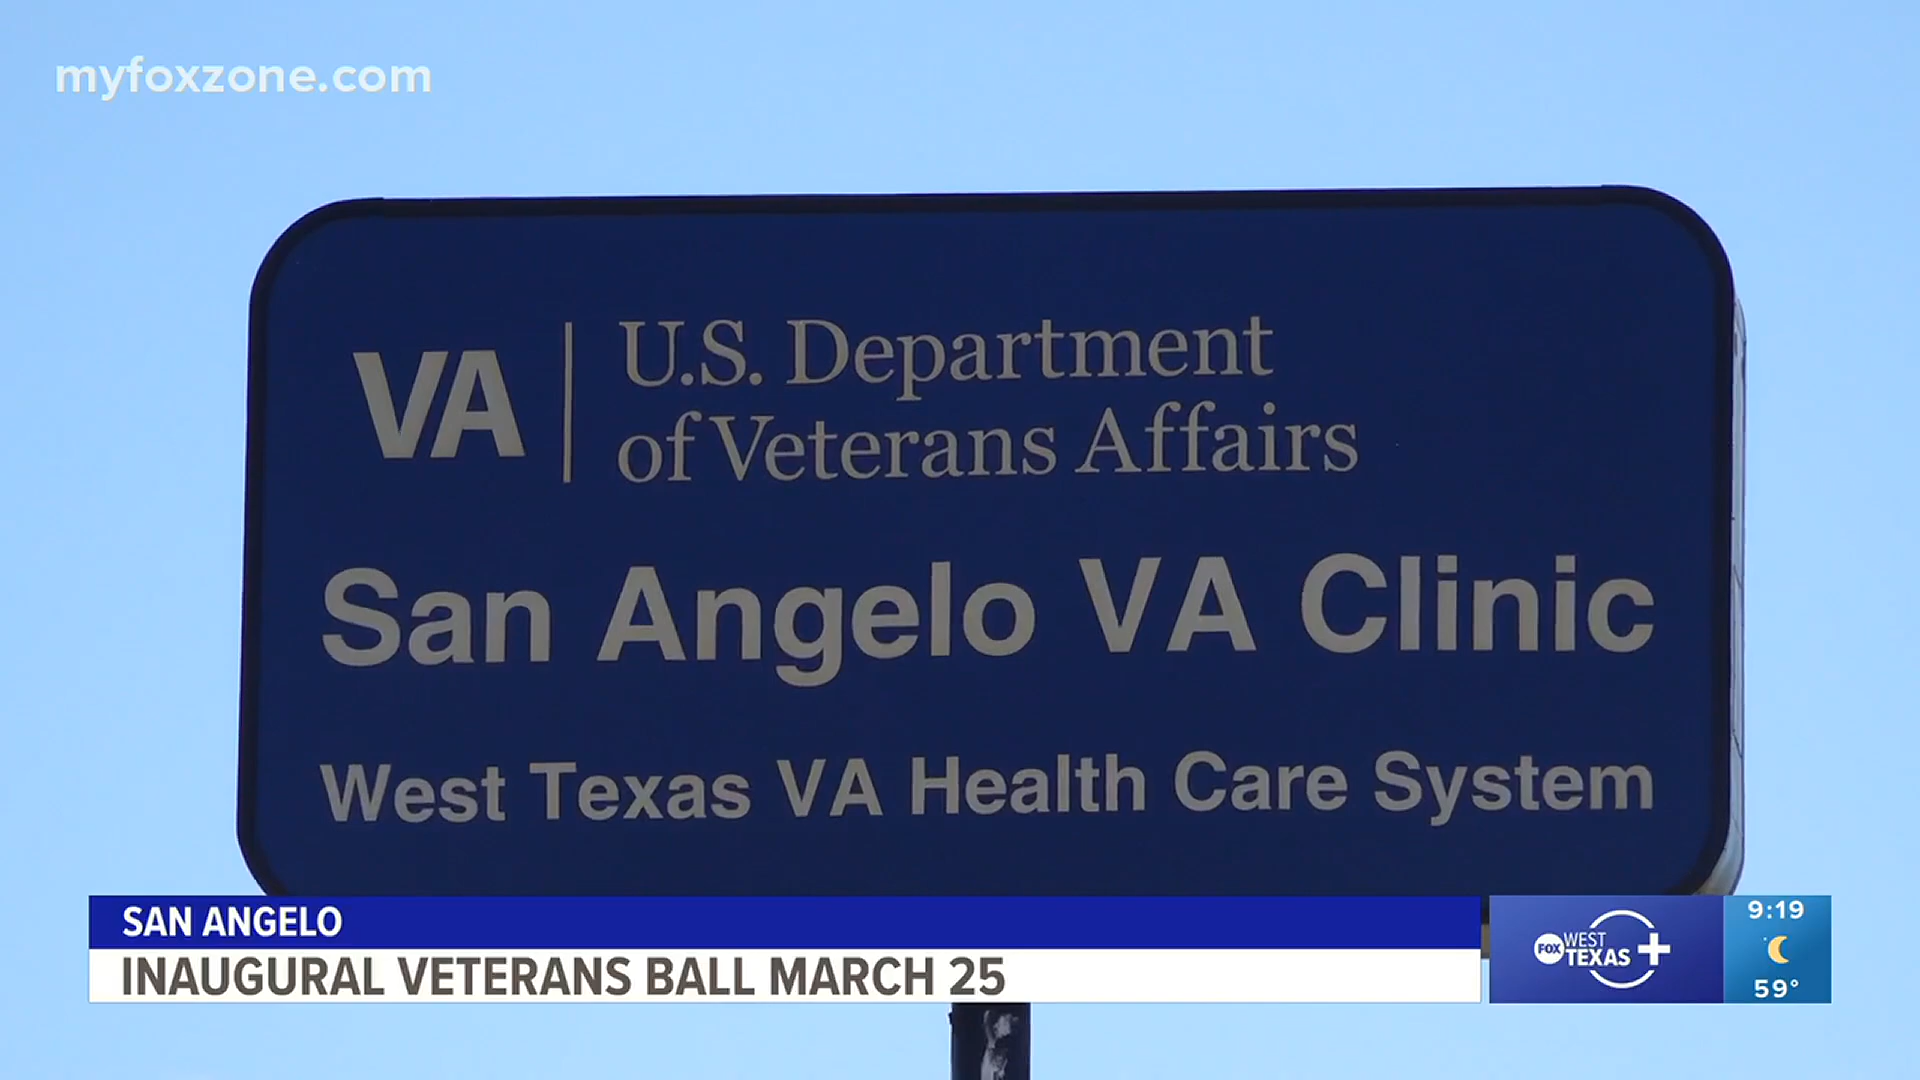 myfoxzone.com
VA
U.S. Department
of Veterans Affairs
San Angelo VA Clinic
West Texas VA Health Care System
SAN ANGELO
INAUGURAL VETERANS BALL MARCH 25
FOX
WEST
TEXAS +
9:19
59°